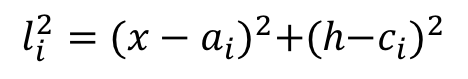 l_i^2 = (x − a_i)^2+(h−c_i)^2